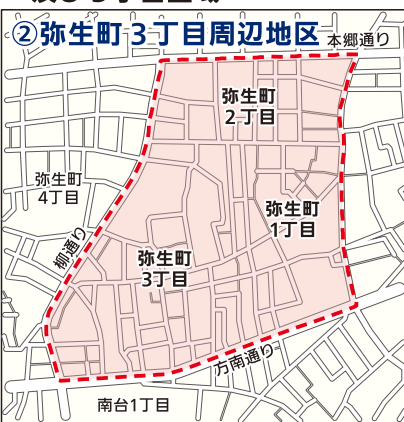 ②弥生町3丁目周辺地区
本郷通り
弥生町
2丁目
弥生町
4丁目
弥生町
1丁目
柳通り
弥生町
3丁目
方南通り
南台1丁目